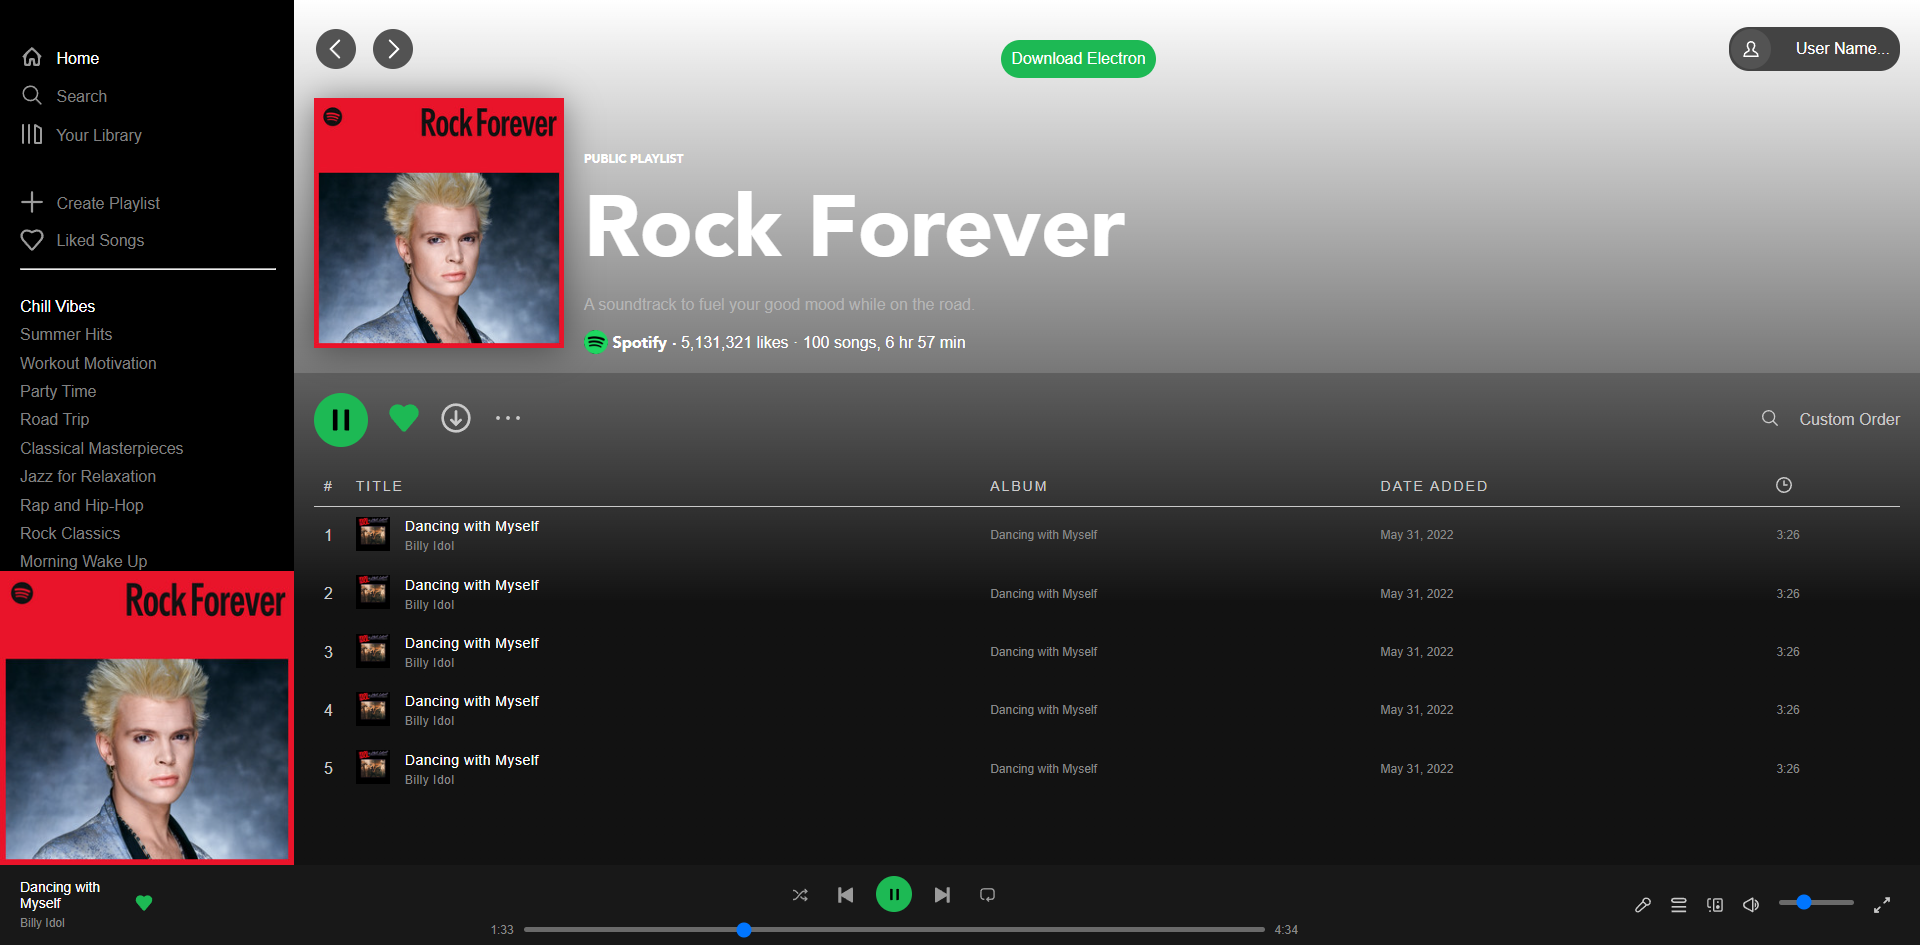 Home
Search
Your Library
Create Playlist
Liked Songs
Chill Vibes
Summer Hits
Workout Motivation
Party Time
Road Trip
Classical Masterpieces
Jazz for Relaxation
Rap and Hip-Hop
Rock Classics
Morning Wake Up
Rock Forever
Dancing with
Myself
Billy Idol
Download Electron
User Name...
Rock Forever
PUBLIC PLAYLIST
Rock Forever
A soundtrack to fuel your good mood while on the road.
Spotify · 5,131,321 likes · 100 songs, 6 hr 57 min
Custom Order
# TITLE ALBUM DATE ADDED
1 Dancing with Myself Dancing with Myself May 31, 2022 3:26
Billy Idol
2 Dancing with Myself Dancing with Myself May 31, 2022 3:26
Billy Idol
3 Dancing with Myself Dancing with Myself May 31, 2022 3:26
Billy Idol
4 Dancing with Myself Dancing with Myself May 31, 2022 3:26
Billy Idol
5 Dancing with Myself Dancing with Myself May 31, 2022 3:26
Billy Idol
1:33 4:34